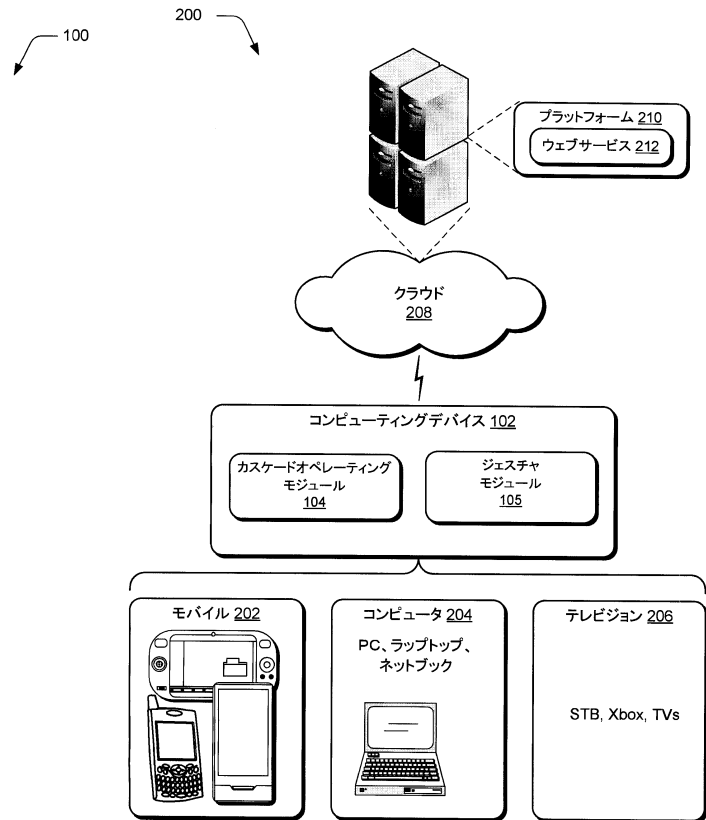 100
200
プラットフォーム 210
ウェブサービス 212
クラウド
208
コンピューティングデバイス 102
カスケードオペレーティング
モジュール
104
ジェスチャ
モジュール
105
モバイル 202
コンピュータ 204
PC、ラップトップ、
ネットブック
テレビジョン 206
STB, Xbox, TVs